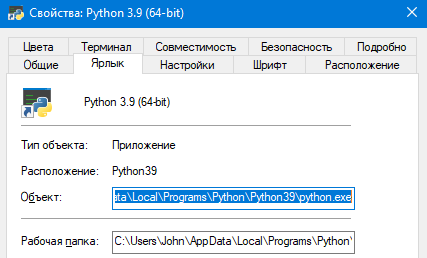 Свойства: Python 3.9 (64-bit)
Цвета Терминал Совместимость Безопасность Подробно
Общие Ярлык Настройки Шрифт Расположение
Python 3.9 (64-bit)
Тип объекта: Приложение
Расположение: Python39
Объект: ata\Local\Programs\Python\Python39\python.exe
Рабочая папка: C:\Users\John\AppData\Local\Programs\Python\